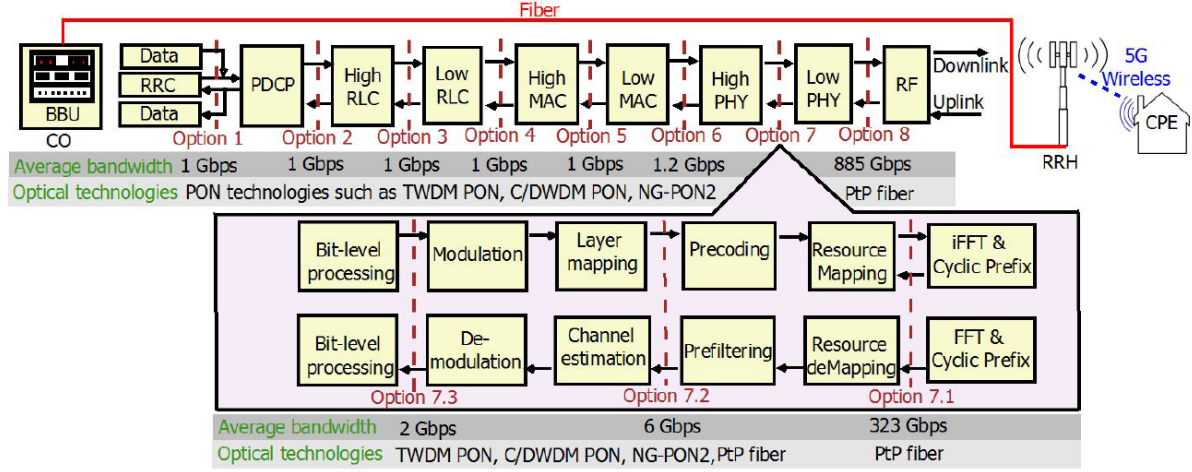 Fiber
Data
RRC
Data
PDCP
High
RLC
Low
RLC
High
MAC
Low
MAC
High
PHY
Low
PHY
RF
Downlink
Uplink
5G
Wireless
CPE
RRH
BBU
CO
Option 1
Option 2
Option 3
Option 4
Option 5
Option 6
Option 7
Option 8
Average bandwidth 1 Gbps 1 Gbps 1 Gbps 1 Gbps 1 Gbps 1.2 Gbps 885 Gbps
Optical technologies PON technologies such as TWDM PON, C/DWDM PON, NG-PON2 PtP fiber
Bit-level
processing
Modulation
Layer
mapping
Precoding
Resource
Mapping
iFFT &
Cyclic Prefix
Bit-level
processing
De-
modulation
Channel
estimation
Prefiltering
Resource
deMapping
FFT &
Cyclic Prefix
Option 7.3
Option 7.2
Option 7.1
Average bandwidth 2 Gbps 6 Gbps 323 Gbps
Optical technologies TWDM PON, C/DWDM PON, NG-PON2, PtP fiber PtP fiber